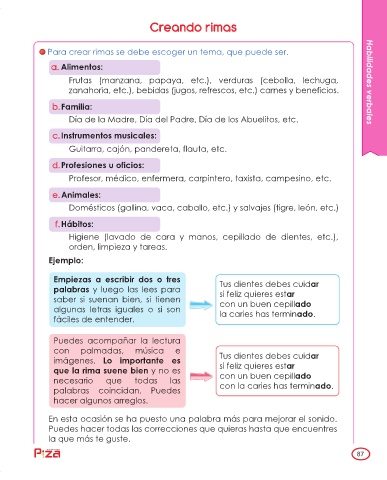 Creando rimas
Para crear rimas se debe escoger un tema, que puede ser.
a. Alimentos:
Frutas (manzana, papaya, etc.), verduras (cebolla, lechuga,
zanahoria, etc.), bebidas (jugos, refrescos, etc.) carnes y beneficios.
b. Familia:
Día de la Madre, Día del Padre, Día de los Abuelitos, etc.
c. Instrumentos musicales:
Guitarra, cajón, pandereta, flauta, etc.
d. Profesiones u oficios:
Profesor, médico, enfermera, carpintero, taxista, campesino, etc.
e. Animales:
Domésticos (gallina, vaca, caballo, etc.) y salvajes (tigre, león, etc.)
f. Hábitos:
Higiene (lavado de cara y manos, cepillado de dientes, etc.),
orden, limpieza y tareas.
Ejemplo:
Empiezas a escribir dos o tres
palabras y luego las lees para
saber si suenan bien, si tienen
algunas letras iguales o si son
fáciles de entender.
Tus dientes debes cuidar
si feliz quieres estar
con un buen cepillado
la caries has terminado.
Puedes acompañar la lectura
con palmadas, música e
imágenes. Lo importante es
que la rima suene bien y no es
necesario que todas las
palabras coincidan. Puedes
hacer algunos arreglos.
Tus dientes debes cuidar
si feliz quieres estar
con un buen cepillado
con la caries has terminado.
En esta ocasión se ha puesto una palabra más para mejorar el sonido.
Puedes hacer todas las correcciones que quieras hasta que encuentres
la que más te guste.
Habilidades verbales
Piza
87